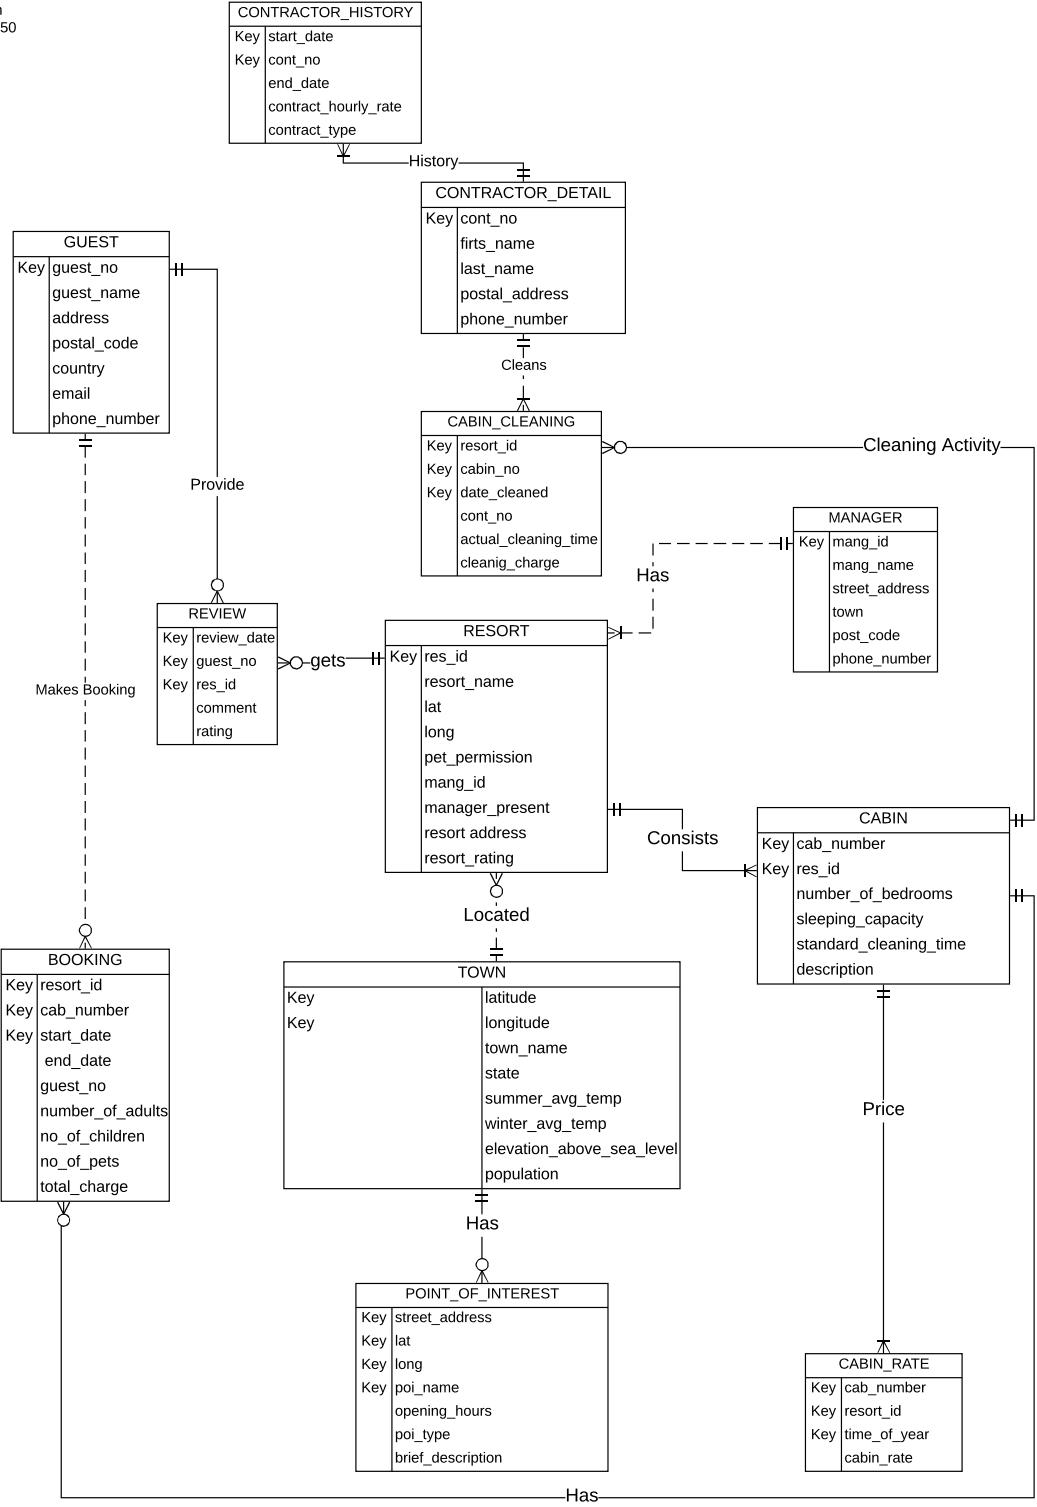 50
CONTRACTOR_HISTORY
Key start_date
Key cont_no
end_date
contract_hourly_rate
contract_type
History
CONTRACTOR_DETAIL
Key cont_no
firts_name
last_name
postal_address
phone_number
GUEST
Key guest_no
guest_name
address
postal_code
country
email
phone_number
Cleans
CABIN_CLEANING
Key resort_id
Key cabin_no
Key date_cleaned
cont_no
actual_cleaning_time
cleanig_charge
Cleaning Activity
Provide
MANAGER
Key mang_id
mang_name
street_address
town
post_code
phone_number
Has
REVIEW
Key review_date
Key guest_no
Key res_id
comment
rating
gets
RESORT
Key res_id
resort_name
lat
long
pet_permission
mang_id
manager_present
resort address
resort_rating
Makes Booking
Consists
CABIN
Key cab_number
Key res_id
number_of_bedrooms
sleeping_capacity
standard_cleaning_time
description
Located
BOOKING
Key resort_id
Key cab_number
Key start_date
end_date
guest_no
number_of_adults
no_of_children
no_of_pets
total_charge
TOWN
Key latitude
Key longitude
town_name
state
summer_avg_temp
winter_avg_temp
elevation_above_sea_level
population
Price
Has
POINT_OF_INTEREST
Key street_address
Key lat
Key long
Key poi_name
opening_hours
poi_type
brief_description
CABIN_RATE
Key cab_number
Key resort_id
Key time_of_year
cabin_rate
Has